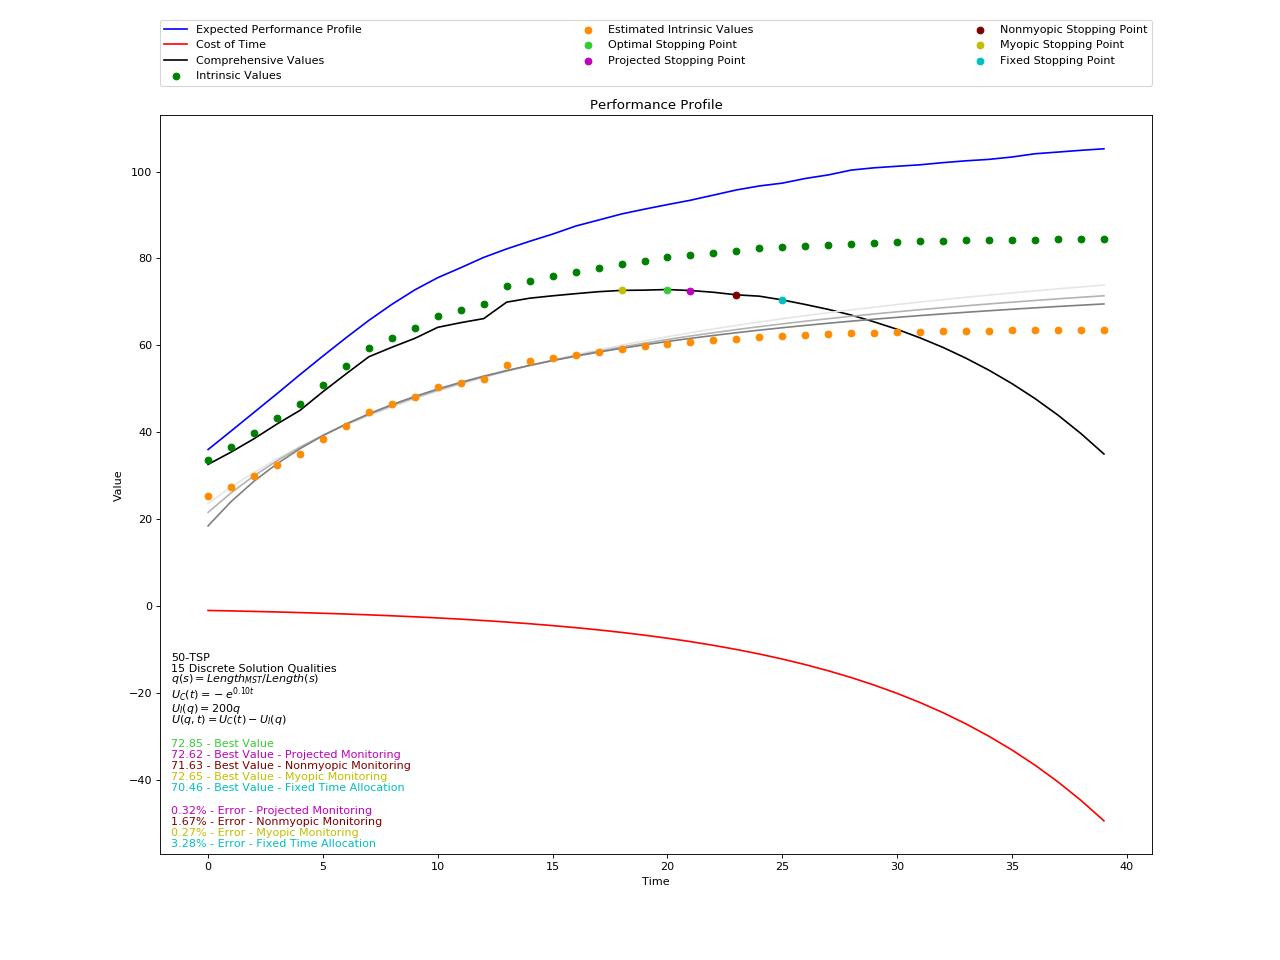 Expected Performance Profile
Cost of Time
Comprehensive Values
Intrinsic Values
Estimated Intrinsic Values
Optimal Stopping Point
Projected Stopping Point
Nonmyopic Stopping Point
Myopic Stopping Point
Fixed Stopping Point
Performance Profile
Value
100
80
60
40
20
0
−20
−40
50-TSP
15 Discrete Solution Qualities
q(s) = Length_{MST}/Length(s)
U_C(t) = −e^{0.10t}
U_I(q) = 200q
U(q, t) = U_C(t) − U_I(q)
72.85 - Best Value
72.62 - Best Value - Projected Monitoring
71.63 - Best Value - Nonmyopic Monitoring
72.65 - Best Value - Myopic Monitoring
70.46 - Best Value - Fixed Time Allocation
0.32% - Error - Projected Monitoring
1.67% - Error - Nonmyopic Monitoring
0.27% - Error - Myopic Monitoring
3.28% - Error - Fixed Time Allocation
0 5 10 15 20 25 30 35 40
Time